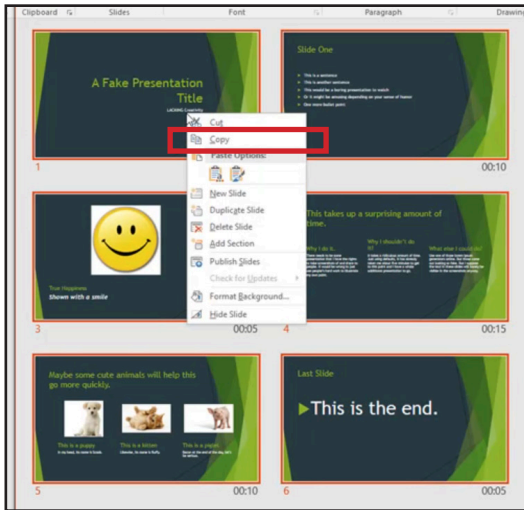 Clipboard Slides Font Paragraph Drawing
A Fake Presentation
Title
LACKING Creativity
1
Slide One
This is a sentence
This is another sentence
This would be a boring presentation to watch
Or it might be amusing depending on your sense of humor
One more bullet point
00:10
Cut
Copy
Paste Options:
New Slide
Duplicate Slide
Delete Slide
Add Section
Publish Slides
Check for Updates
Format Background...
Hide Slide
True Happiness
Shown with a smile
3 00:05
This takes up a surprising amount of
time.
Why I do it.
Why I shouldn't do
it?
What else I could do?
4 00:15
Maybe some cute animals will help this
go more quickly.
This is a puppy
This is a kitten
This is a piglet
5 00:10
Last Slide
This is the end.
6 00:05